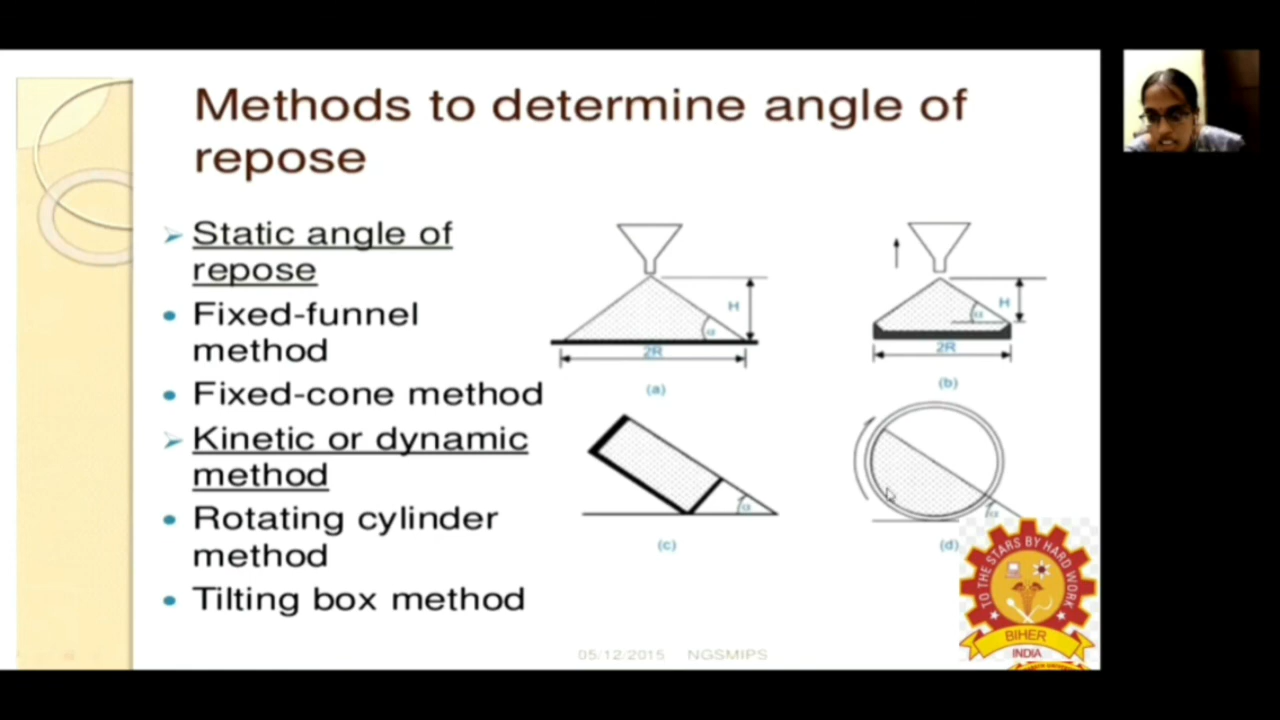 Methods to determine angle of
repose
➢ Static angle of
repose
• Fixed-funnel
method
• Fixed-cone method
➢ Kinetic or dynamic
method
• Rotating cylinder
method
• Tilting box method
H
α
2R
(a)
H
α
2R
(b)
α
(c)
α
(d)
TO THE STARS BY HARD WORK
BIHER
INDIA
05/12/2015 NGSMIPS